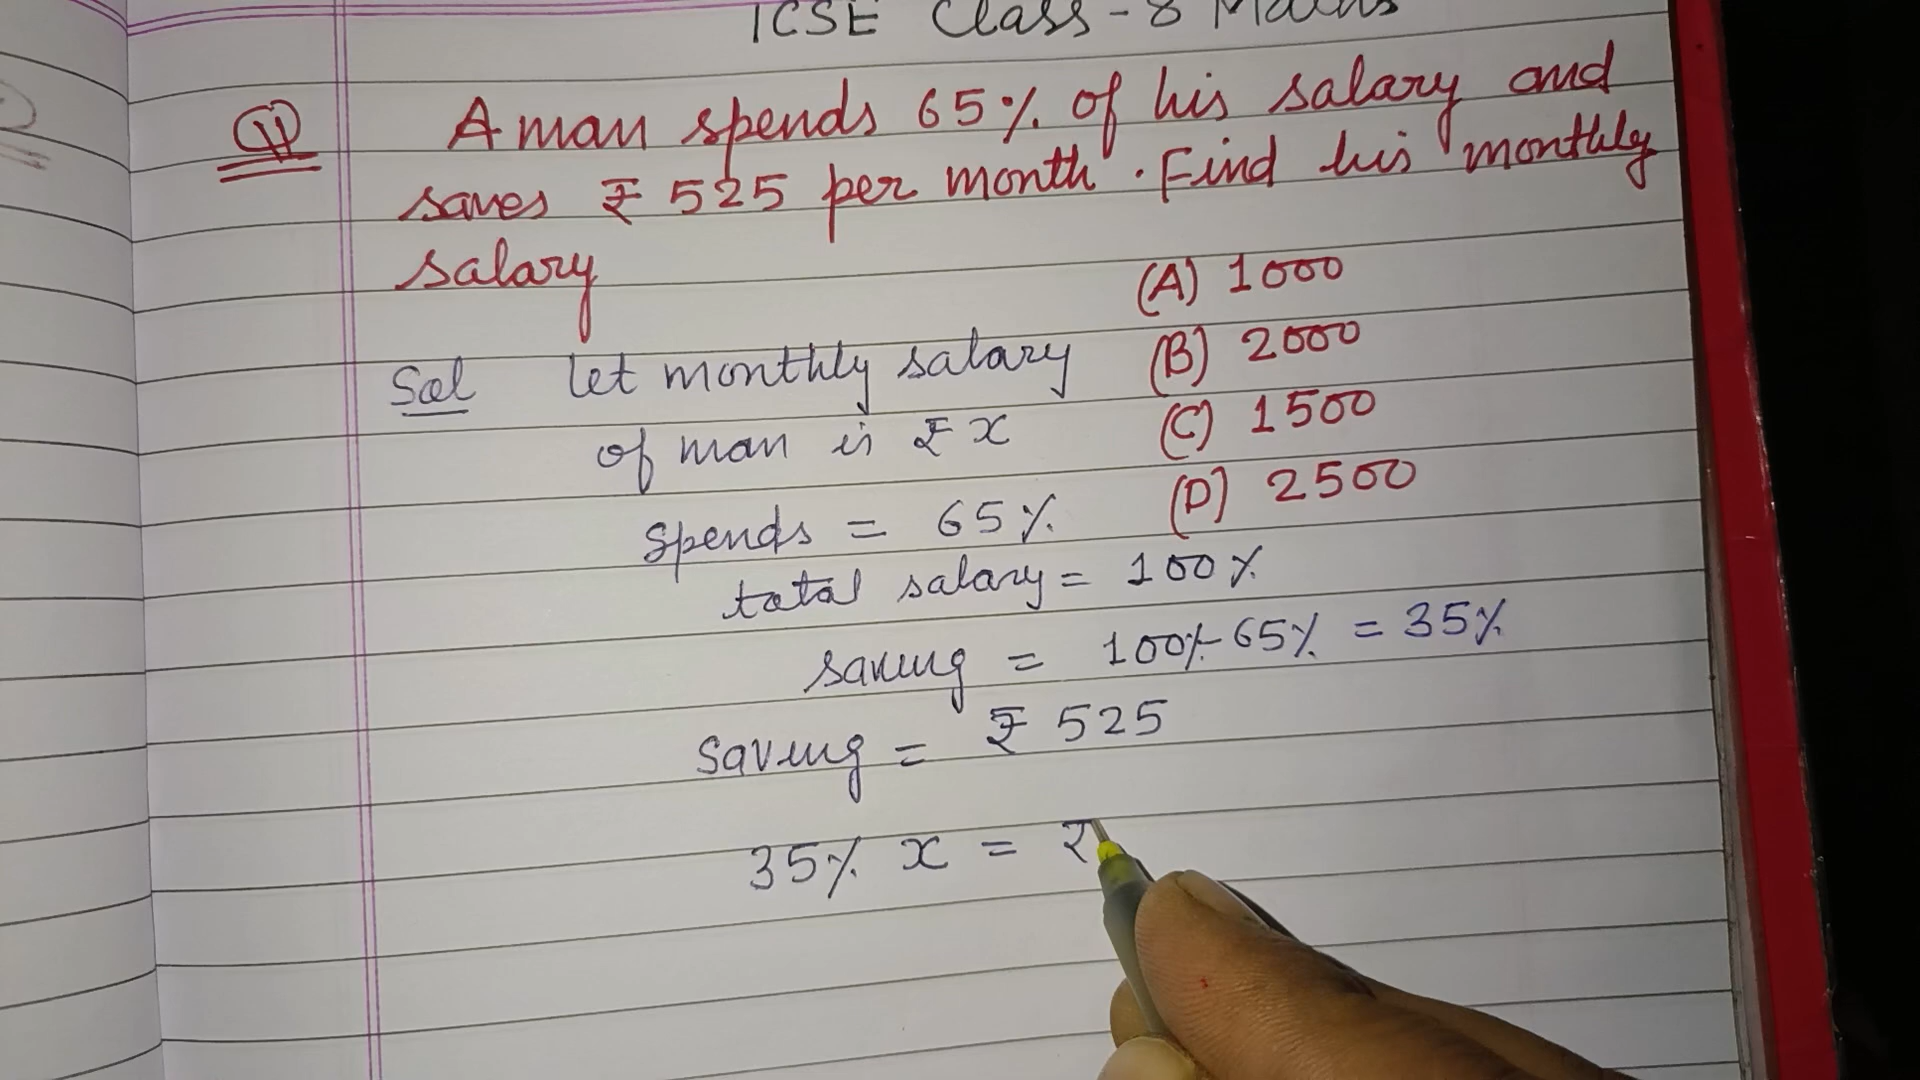 ICSE Class-8 Maths
Q1 A man spends 65% of his salary and
saves ₹ 525 per month. Find his monthly
salary
(A) 1000
Sol let monthly salary (B) 2000
of man is ₹ x (C) 1500
spends = 65% (D) 2500
total salary = 100%
saving = 100%-65% = 35%
saving = ₹ 525
35% x = ₹